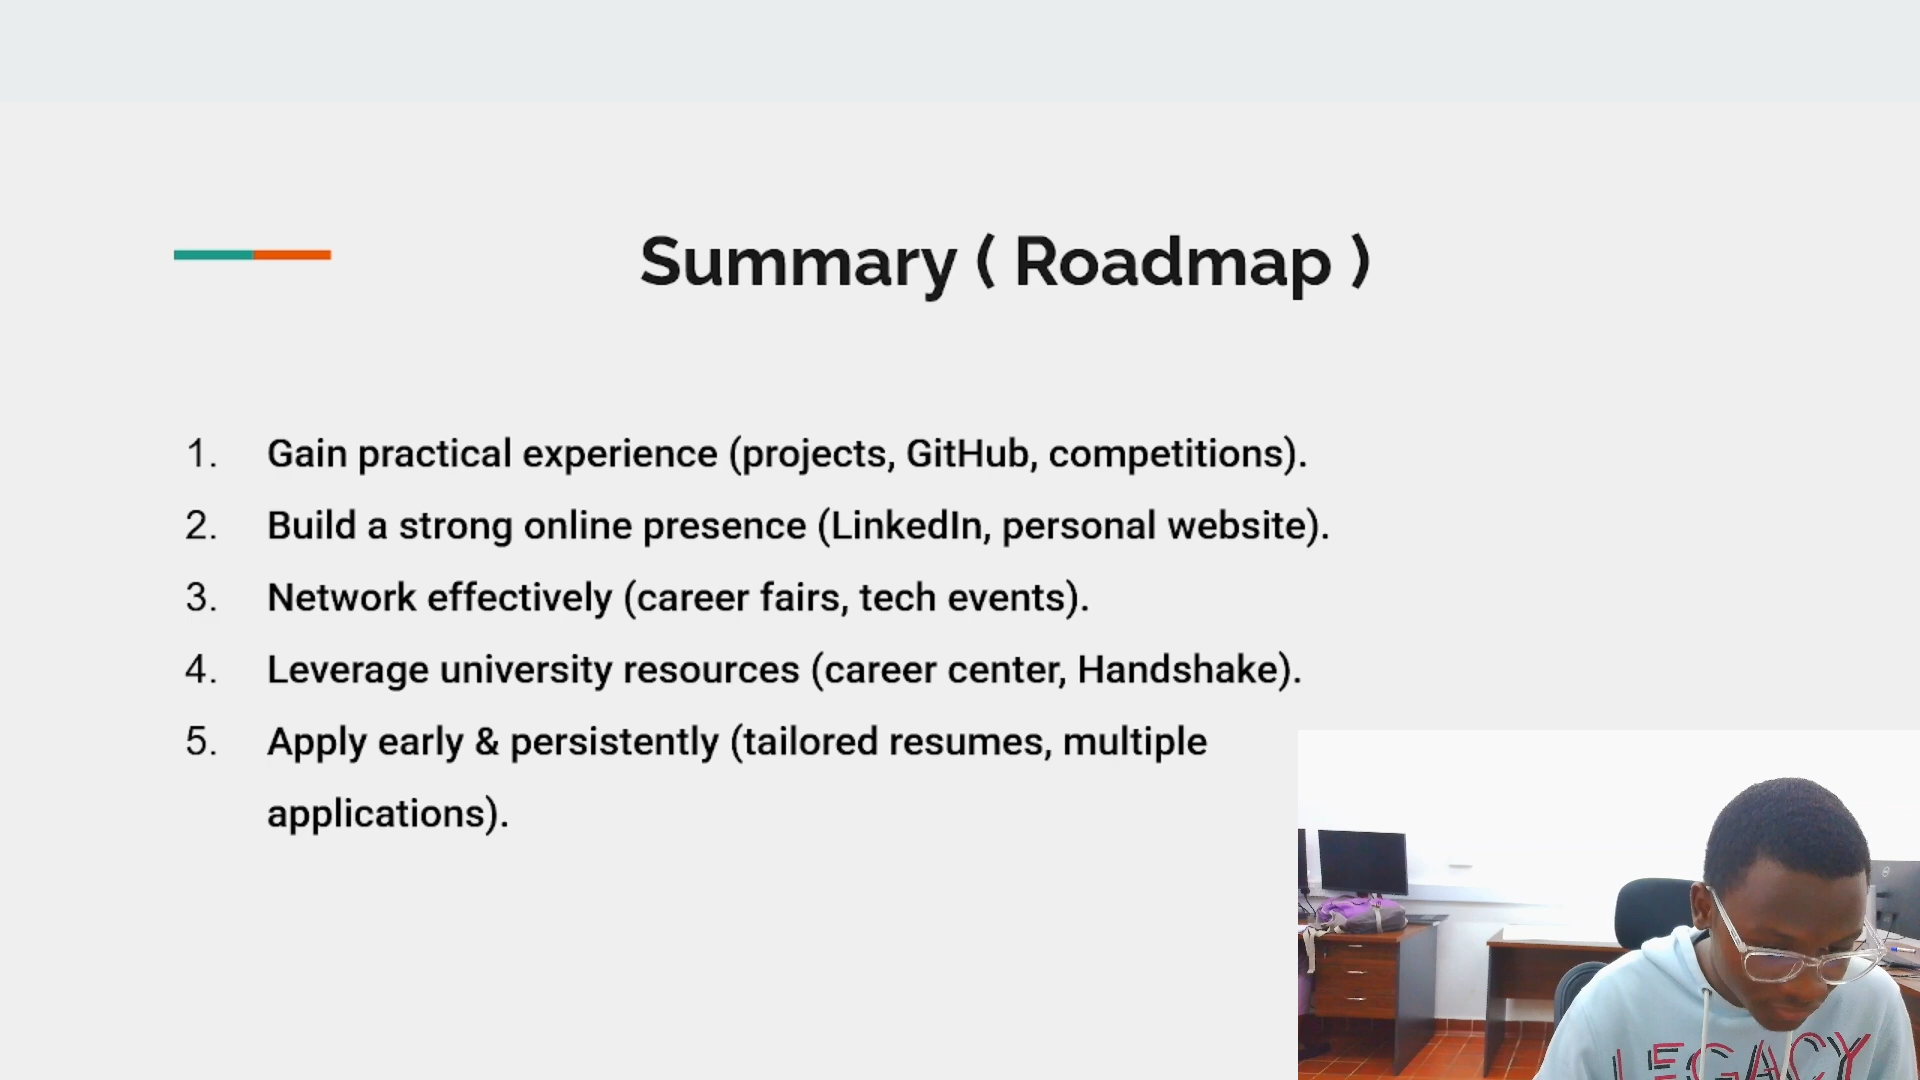 Summary ( Roadmap )
1. Gain practical experience (projects, GitHub, competitions).
2. Build a strong online presence (LinkedIn, personal website).
3. Network effectively (career fairs, tech events).
4. Leverage university resources (career center, Handshake).
5. Apply early & persistently (tailored resumes, multiple
applications).
LEGACY